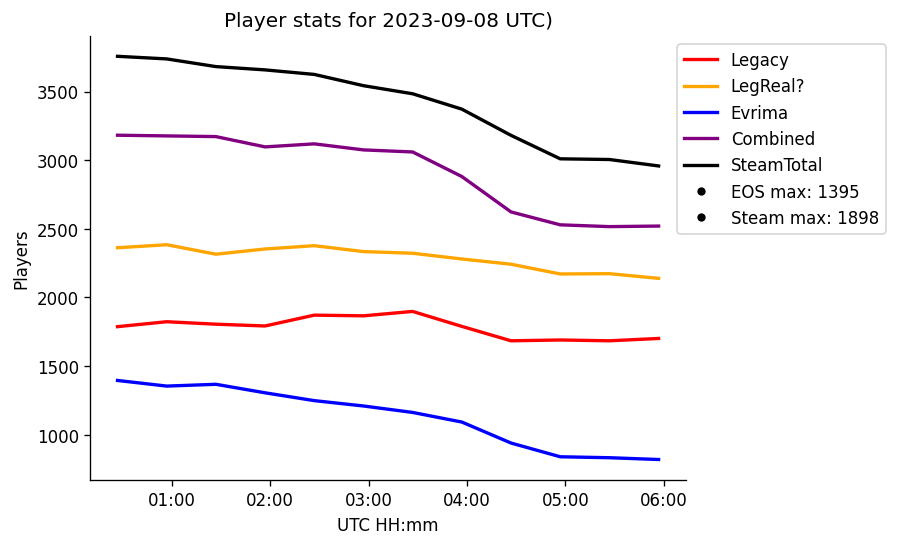 Player stats for 2023-09-08 UTC)
Legacy
LegReal?
Evrima
Combined
SteamTotal
EOS max: 1395
Steam max: 1898
Players
3500
3000
2500
2000
1500
1000
01:00 02:00 03:00 04:00 05:00 06:00
UTC HH:mm